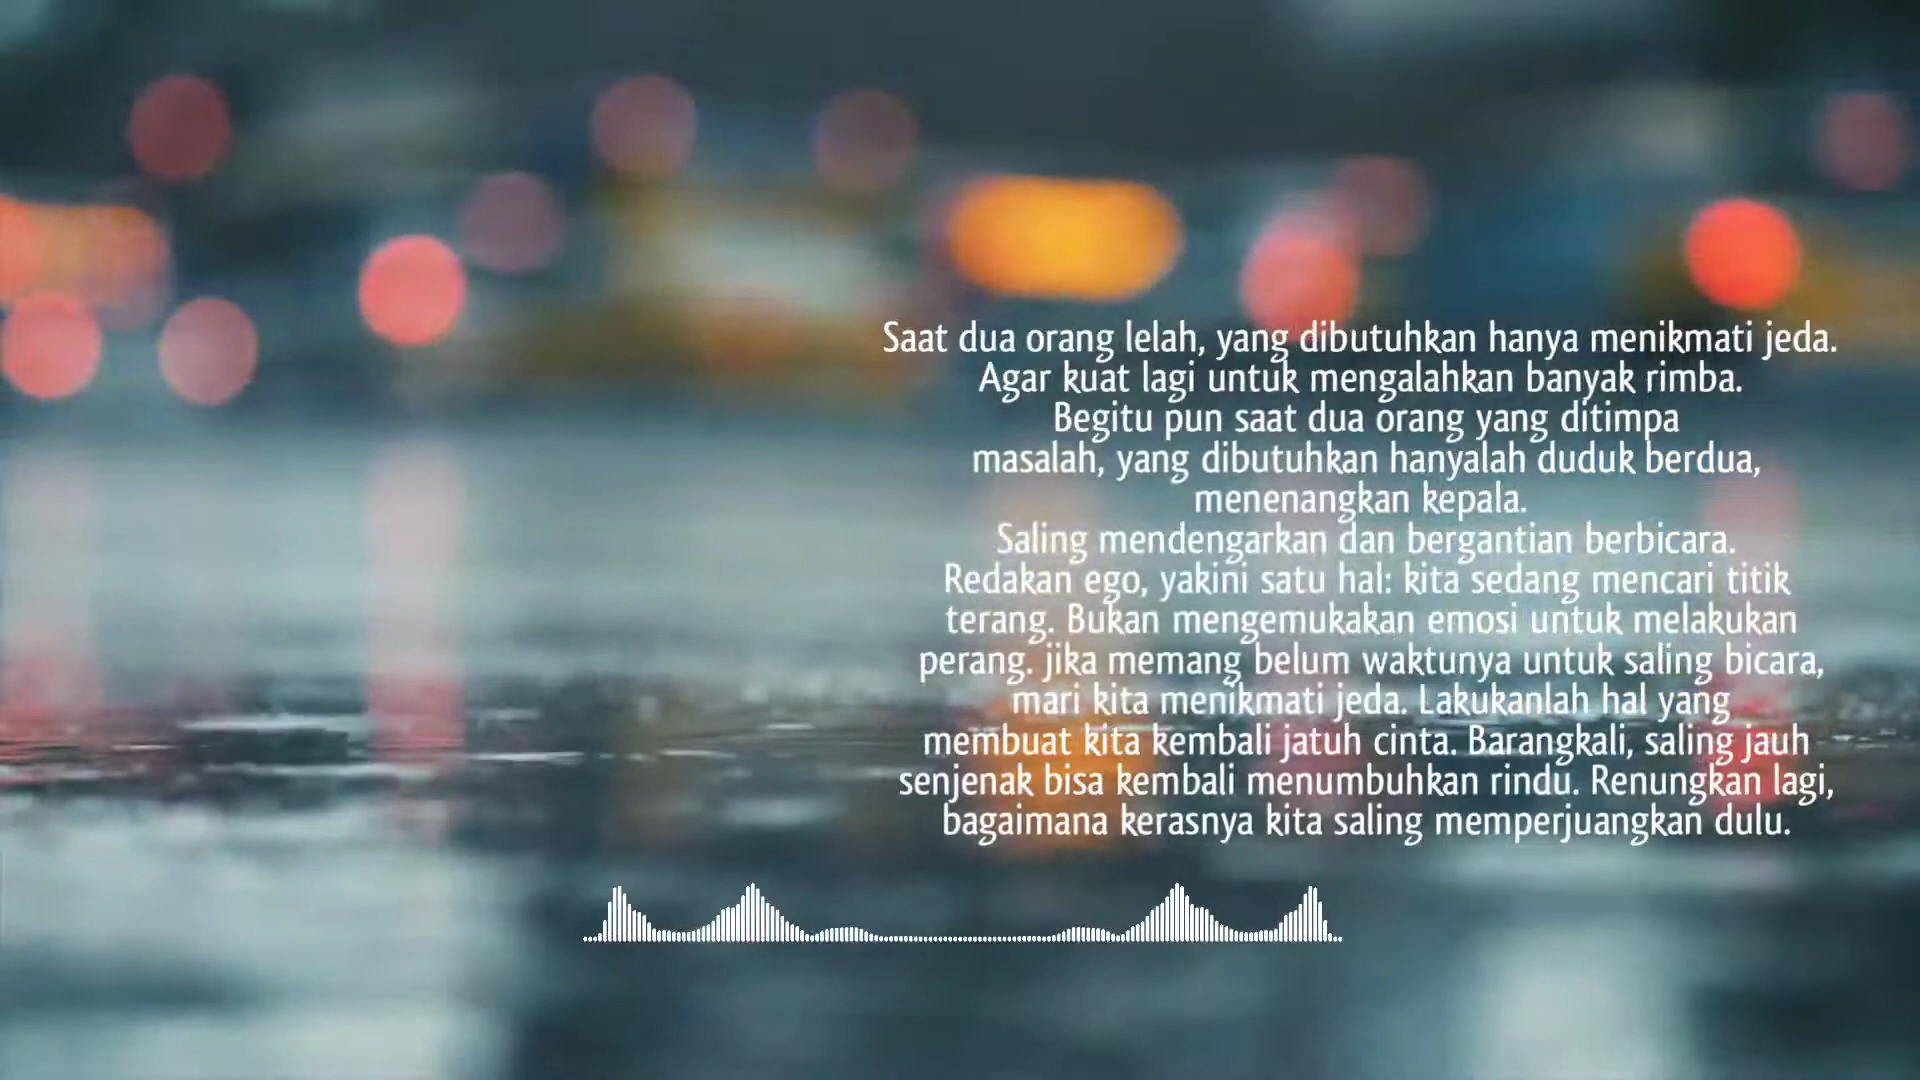 Saat dua orang lelah, yang dibutuhkan hanya menikmati jeda.
Agar kuat lagi untuk mengalahkan banyak rimba.
Begitu pun saat dua orang yang ditimpa
masalah, yang dibutuhkan hanyalah duduk berdua,
menenangkan kepala.
Saling mendengarkan dan bergantian berbicara.
Redakan ego, yakini satu hal: kita sedang mencari titik
terang. Bukan mengemukakan emosi untuk melakukan
perang. jika memang belum waktunya untuk saling bicara,
mari kita menikmati jeda. Lakukanlah hal yang
membuat kita kembali jatuh cinta. Barangkali, saling jauh
senjenak bisa kembali menumbuhkan rindu. Renungkan lagi,
bagaimana kerasnya kita saling memperjuangkan dulu.